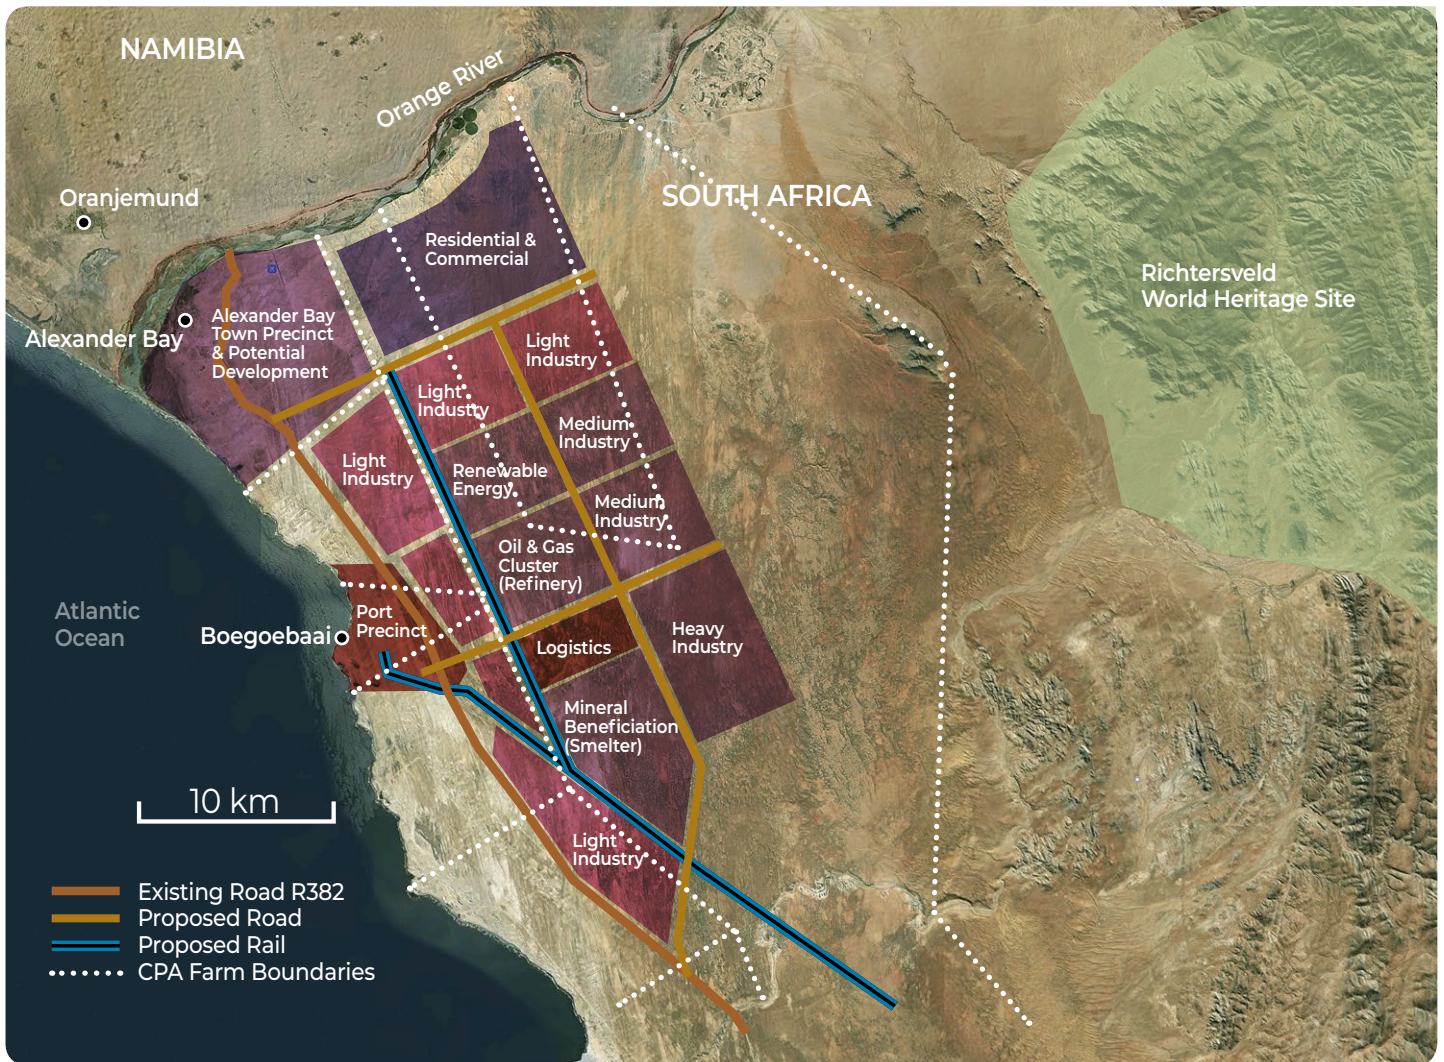 NAMIBIA
Orange River
Oranjemund
SOUTH AFRICA
Residential &
Commercial
Richtersveld
World Heritage Site
Alexander Bay
Alexander Bay
Town Precinct
& Potential
Development
Light
Industry
Light
Industry
Medium
Industry
Light
Industry
Renewable
Energy
Medium
Industry
Oil & Gas
Cluster
(Refinery)
Atlantic
Ocean
Boegoebaai
Port
Precinct
Logistics
Heavy
Industry
Mineral
Beneficiation
(Smelter)
10 km
Light
Industry
Existing Road R382
Proposed Road
Proposed Rail
CPA Farm Boundaries